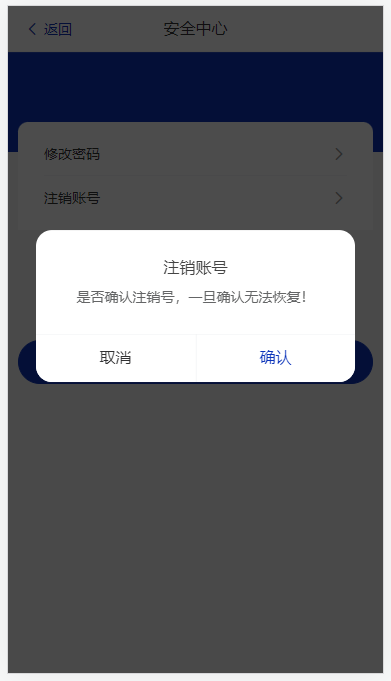 返回
安全中心
修改密码
注销账号
注销账号
是否确认注销号，一旦确认无法恢复！
取消
确认